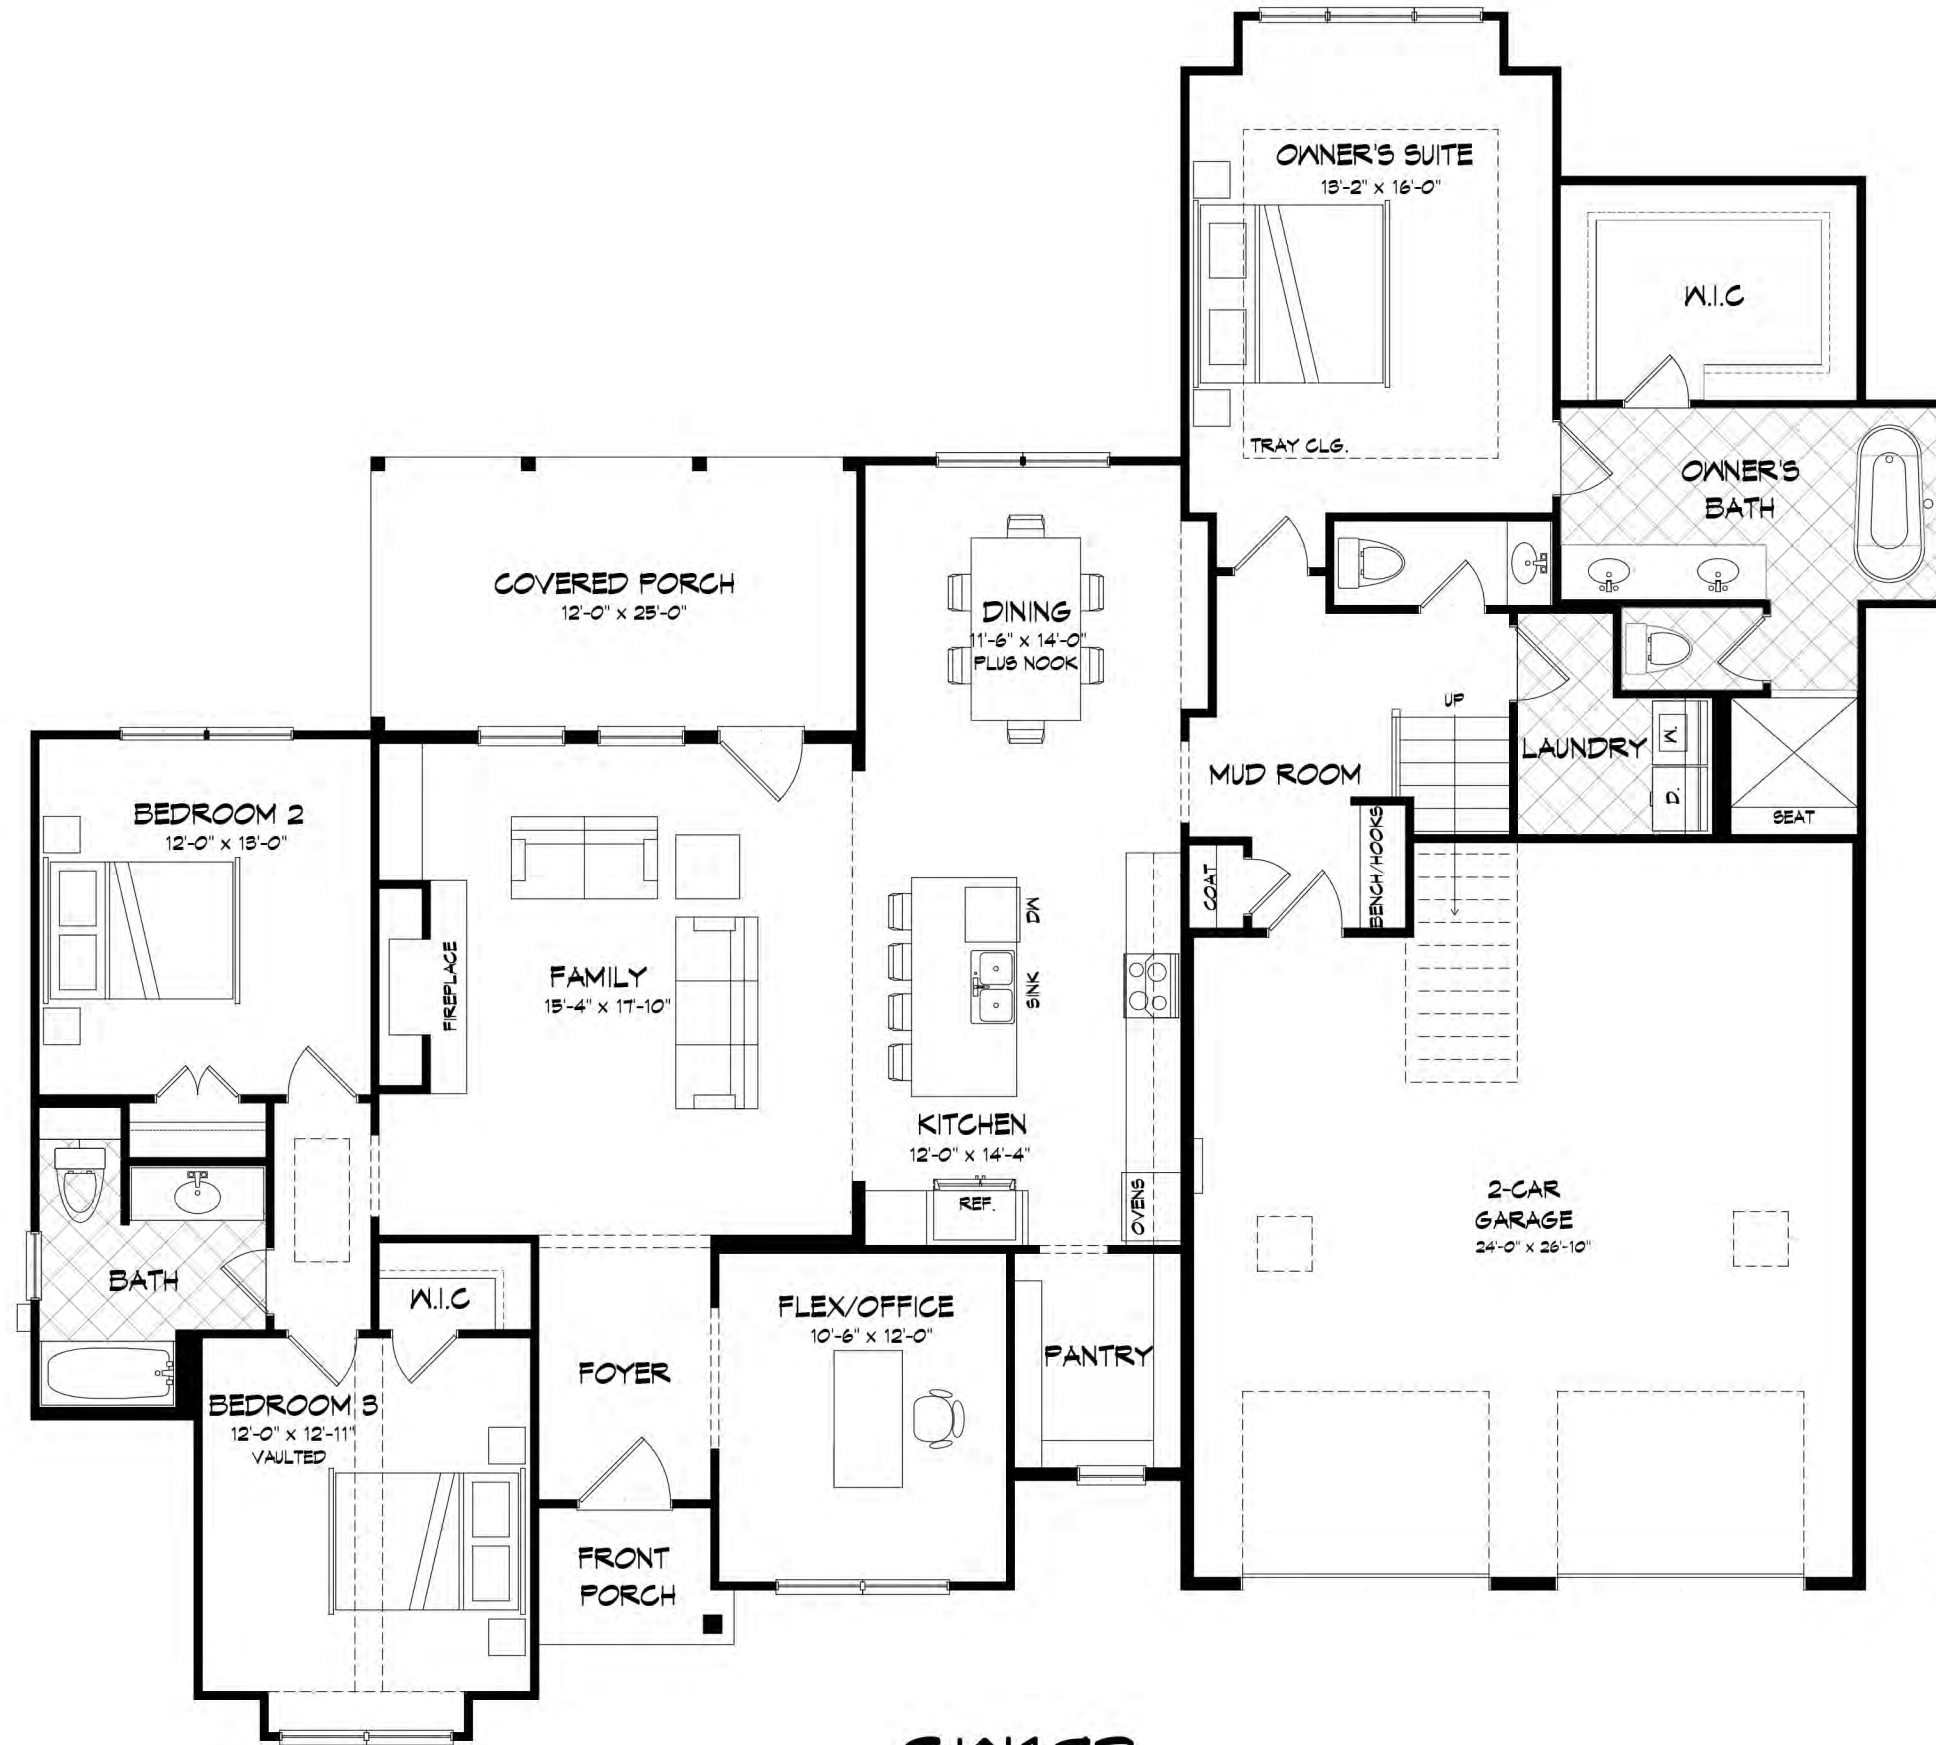 OWNER'S SUITE
13'-2" x 16'-0"
TRAY CLG.
W.I.C
OWNER'S
BATH
COVERED PORCH
12'-0" x 25'-0"
DINING
11'-6" x 14'-0"
PLUS NOOK
UP
MUD ROOM
LAUNDRY
W.
D.
SEAT
COAT
BENCH/HOOKS
BEDROOM 2
12'-0" x 13'-0"
FIREPLACE
FAMILY
15'-4" x 17'-10"
DW
SINK
KITCHEN
12'-0" x 14'-4"
REF.
OVENS
2-CAR
GARAGE
24'-0" x 26'-10"
BATH
W.I.C
FLEX/OFFICE
10'-6" x 12'-0"
PANTRY
FOYER
BEDROOM 3
12'-0" x 12'-11"
VAULTED
FRONT
PORCH